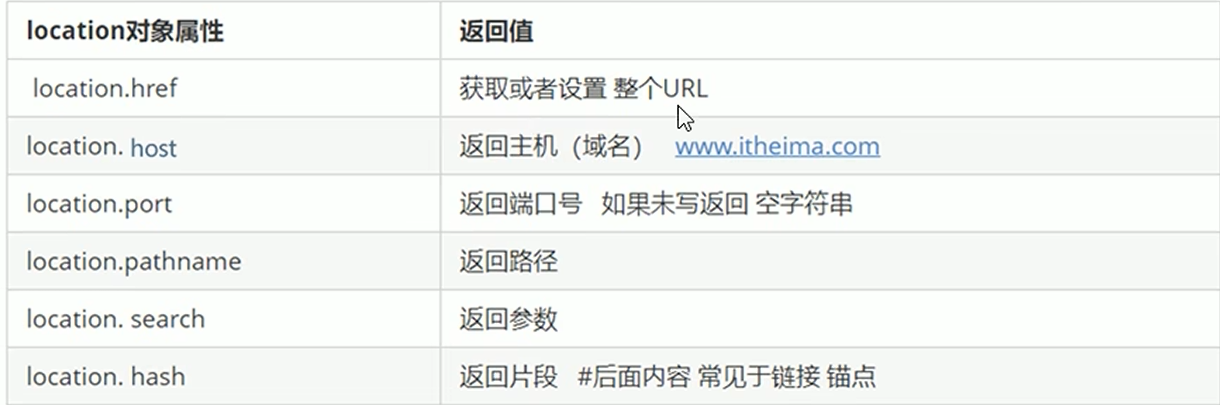 location对象属性 返回值
location.href 获取或者设置 整个URL
location. host 返回主机（域名） www.itheima.com
location.port 返回端口号 如果未写返回 空字符串
location.pathname 返回路径
location. search 返回参数
location. hash 返回片段 #后面内容 常见于链接 锚点